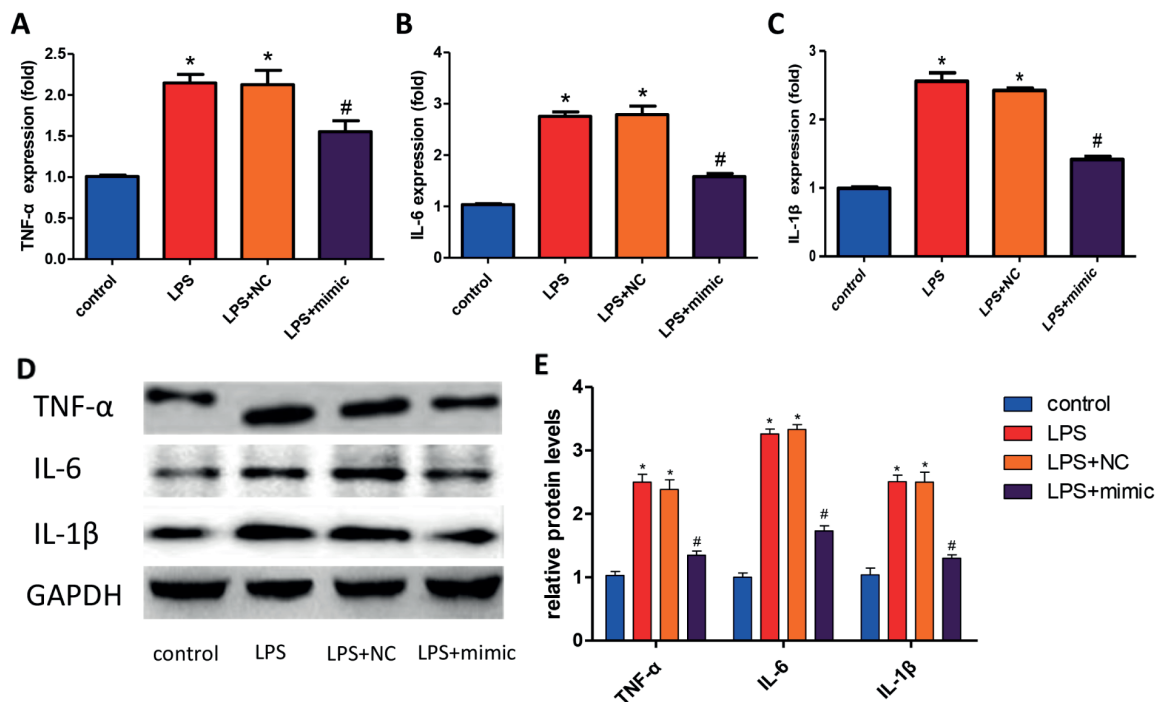 A
TNF-α expression (fold)
2.5
2.0
1.5
1.0
0.5
0.0
*
*
#
control
LPS
LPS+NC
LPS+mimic
B
IL-6 expression (fold)
4
3
2
1
0
*
*
#
control
LPS
LPS+NC
LPS+mimic
C
IL-1β expression (fold)
3
2
1
0
*
*
#
control
LPS
LPS+NC
LPS+mimic
D
TNF-α
IL-6
IL-1β
GAPDH
control LPS LPS+NC LPS+mimic
E
relative protein levels
4
3
2
1
0
* *
#
* *
#
* *
#
TNF-α
IL-6
IL-1β
control
LPS
LPS+NC
LPS+mimic